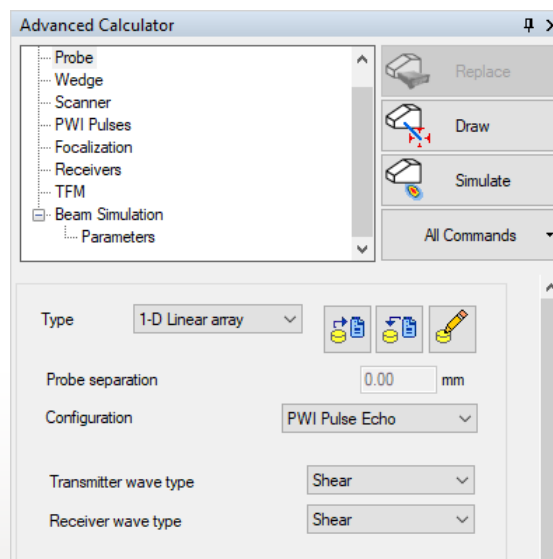 Advanced Calculator
Probe
Wedge
Scanner
PWI Pulses
Focalization
Receivers
TFM
Beam Simulation
Parameters
Replace
Draw
Simulate
All Commands
Type 1-D Linear array
Probe separation 0.00 mm
Configuration PWI Pulse Echo
Transmitter wave type Shear
Receiver wave type Shear